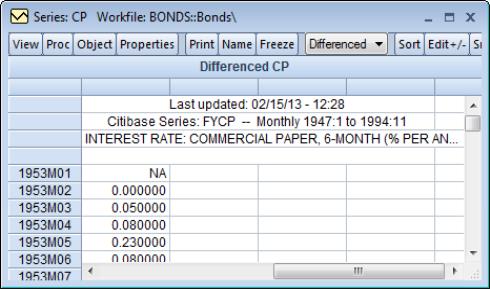 Series: CP Workfile: BONDS::Bonds\
View Proc Object Properties Print Name Freeze Differenced Sort Edit+/-
Differenced CP
Last updated: 02/15/13 - 12:28
Citibase Series: FYCP -- Monthly 1947:1 to 1994:11
INTEREST RATE: COMMERCIAL PAPER, 6-MONTH (% PER AN...
1953M01 NA
1953M02 0.000000
1953M03 0.050000
1953M04 0.080000
1953M05 0.230000
1953M06 0.080000
1953M07